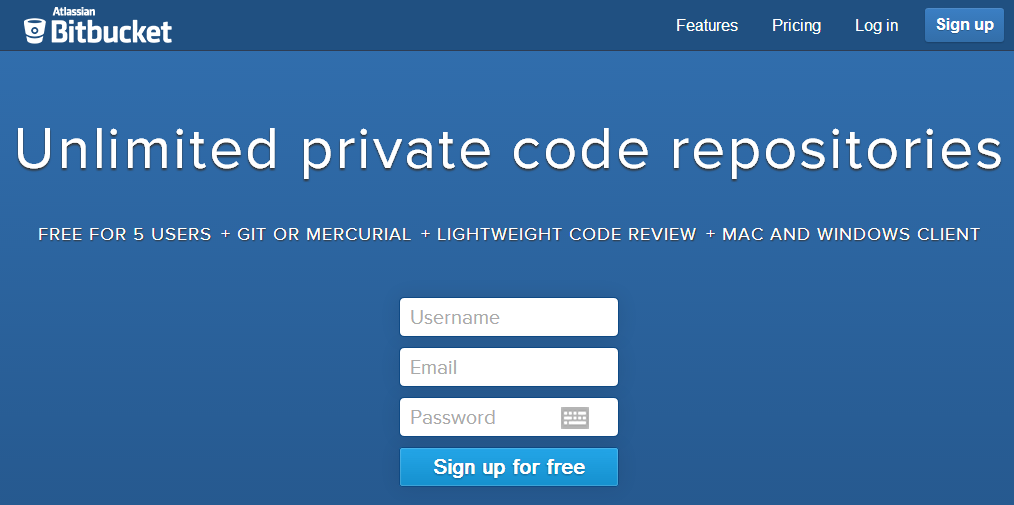 Atlassian
Bitbucket
Features Pricing Log in Sign up
Unlimited private code repositories
FREE FOR 5 USERS + GIT OR MERCURIAL + LIGHTWEIGHT CODE REVIEW + MAC AND WINDOWS CLIENT
Username
Email
Password
Sign up for free